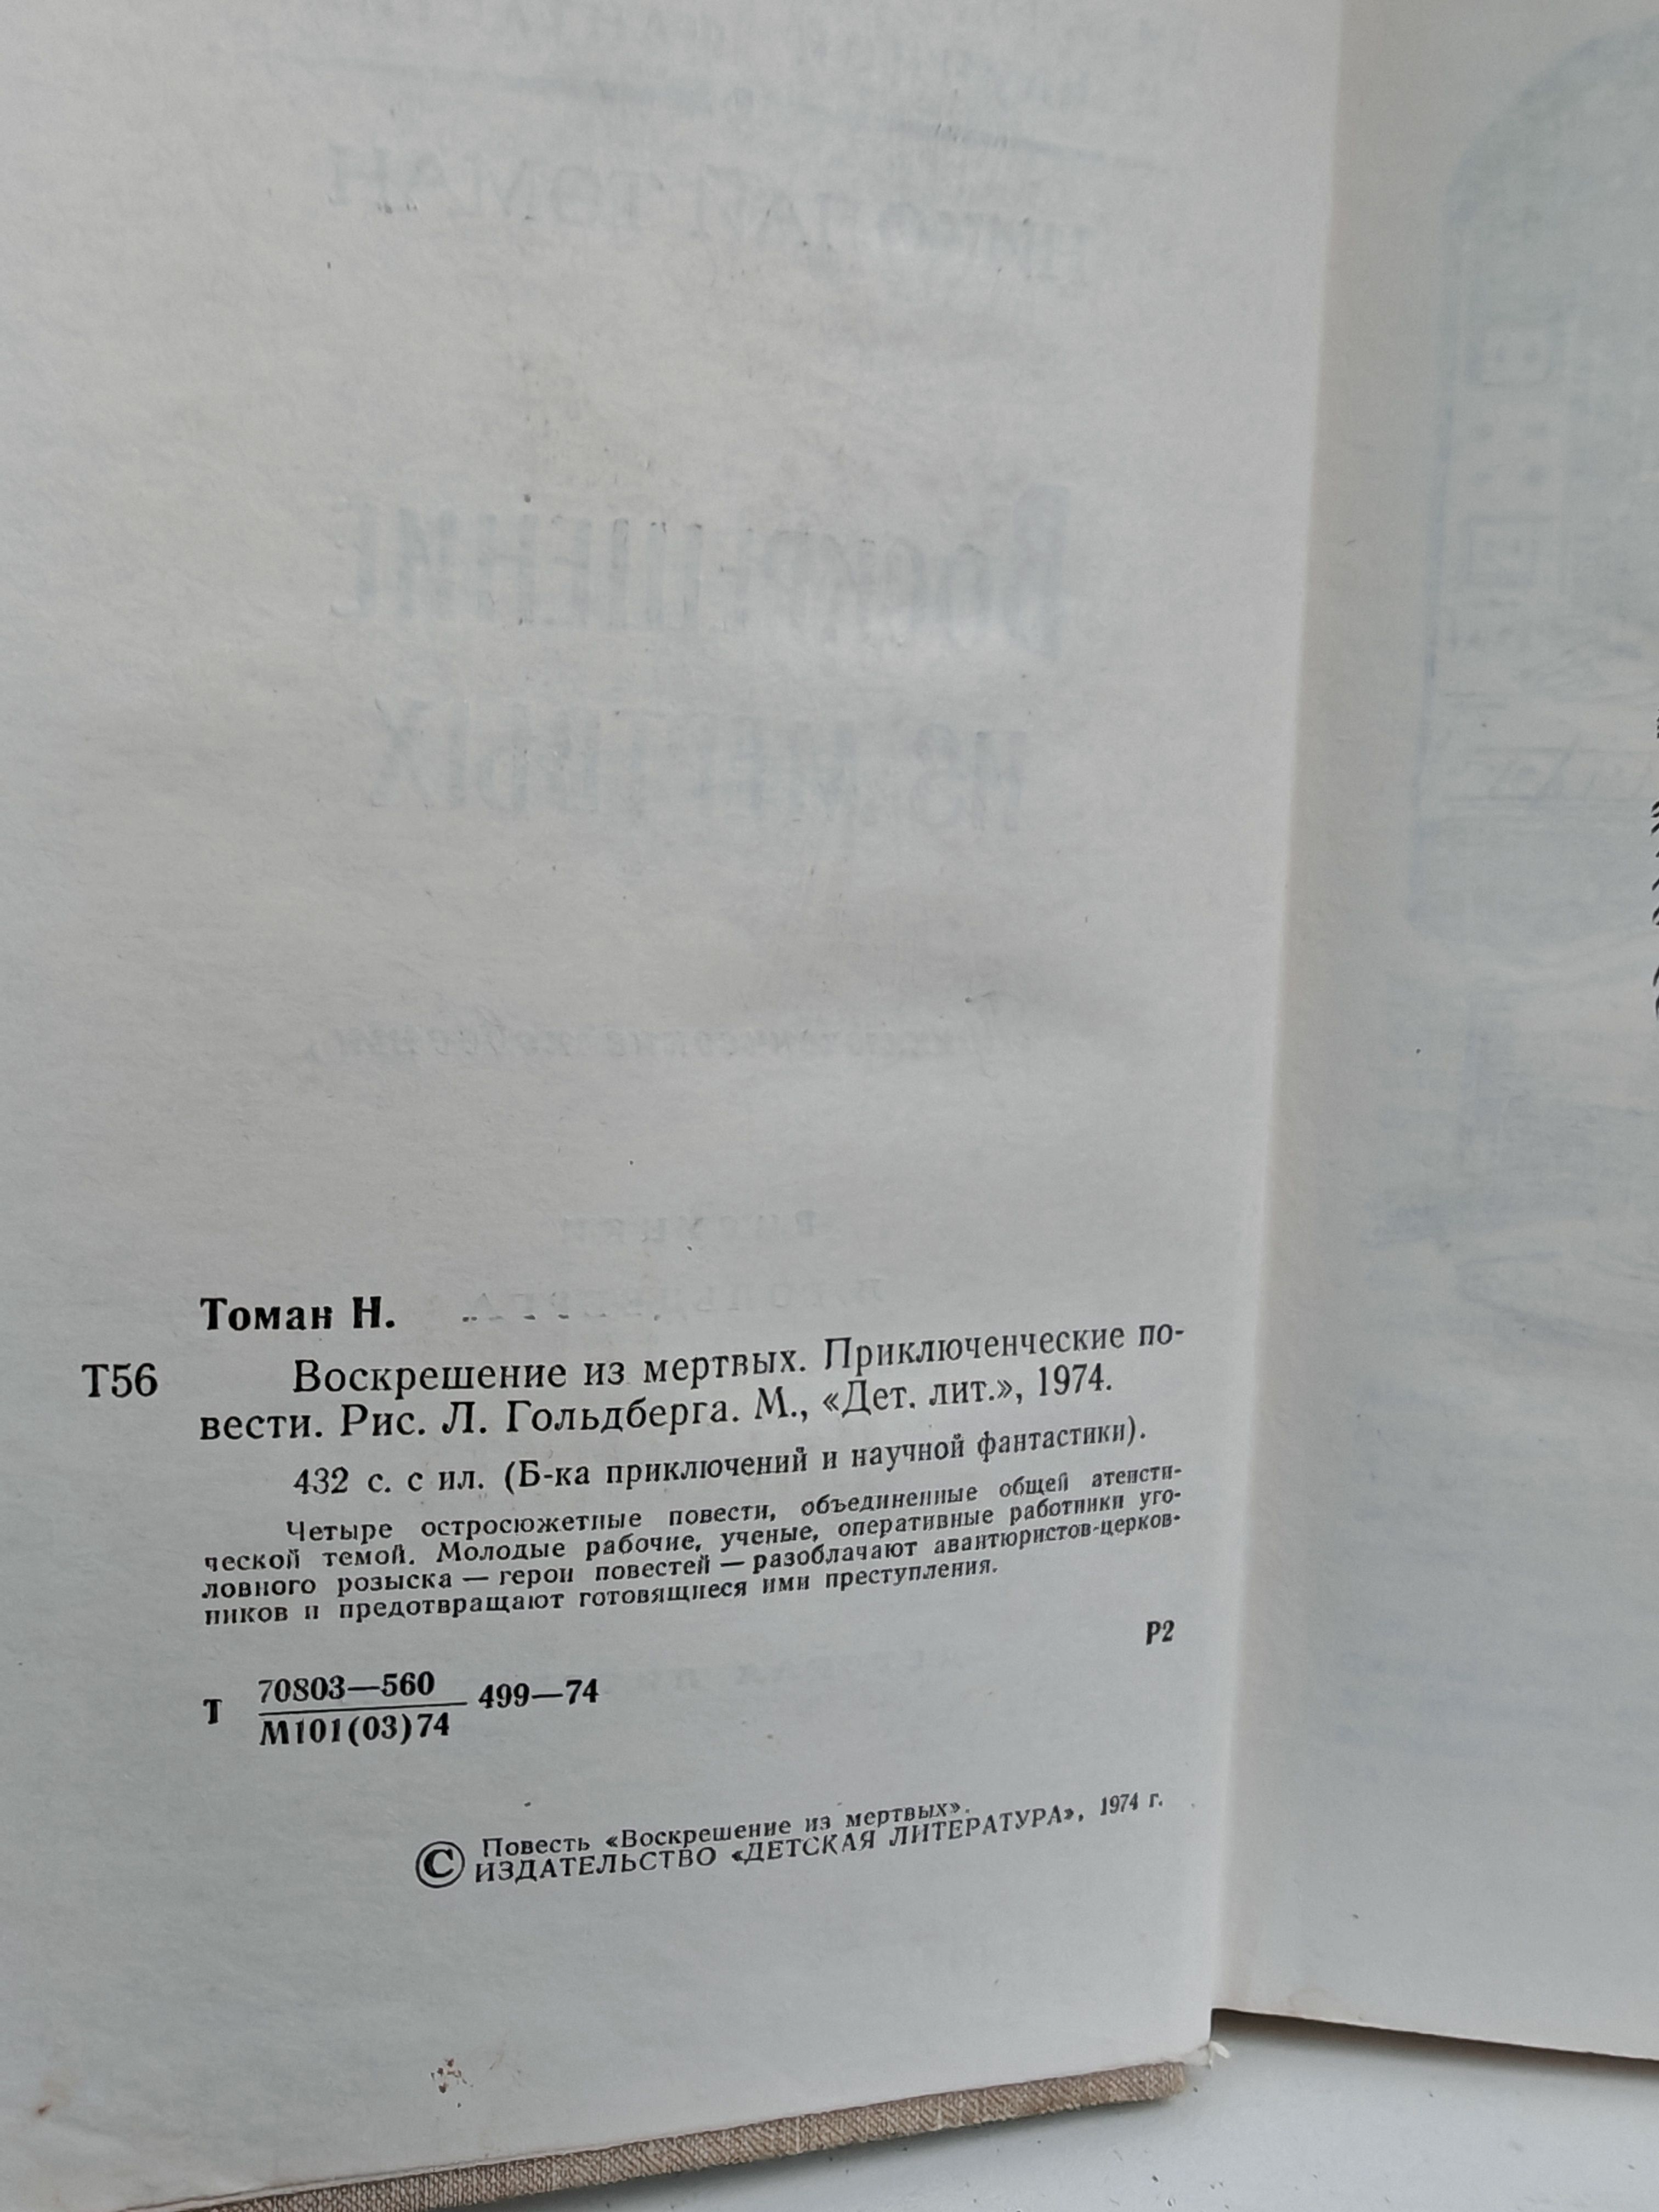 Томан Н.
Т56 Воскрешение из мертвых. Приключенческие по-
вести. Рис. Л. Гольдберга. М., «Дет. лит.», 1974.
432 с. с ил. (Б-ка приключений и научной фантастики).
Четыре остросюжетные повести, объединенные общей атеисти-
ческой темой. Молодые рабочие, ученые, оперативные работники уго-
ловного розыска — герои повестей — разоблачают авантюристов-церков-
ников и предотвращают готовящиеся ими преступления.
Р2
Т 70803—560 499—74
М101(03)74
Повесть «Воскрешение из мертвых».
© ИЗДАТЕЛЬСТВО «ДЕТСКАЯ ЛИТЕРАТУРА», 1974 г.